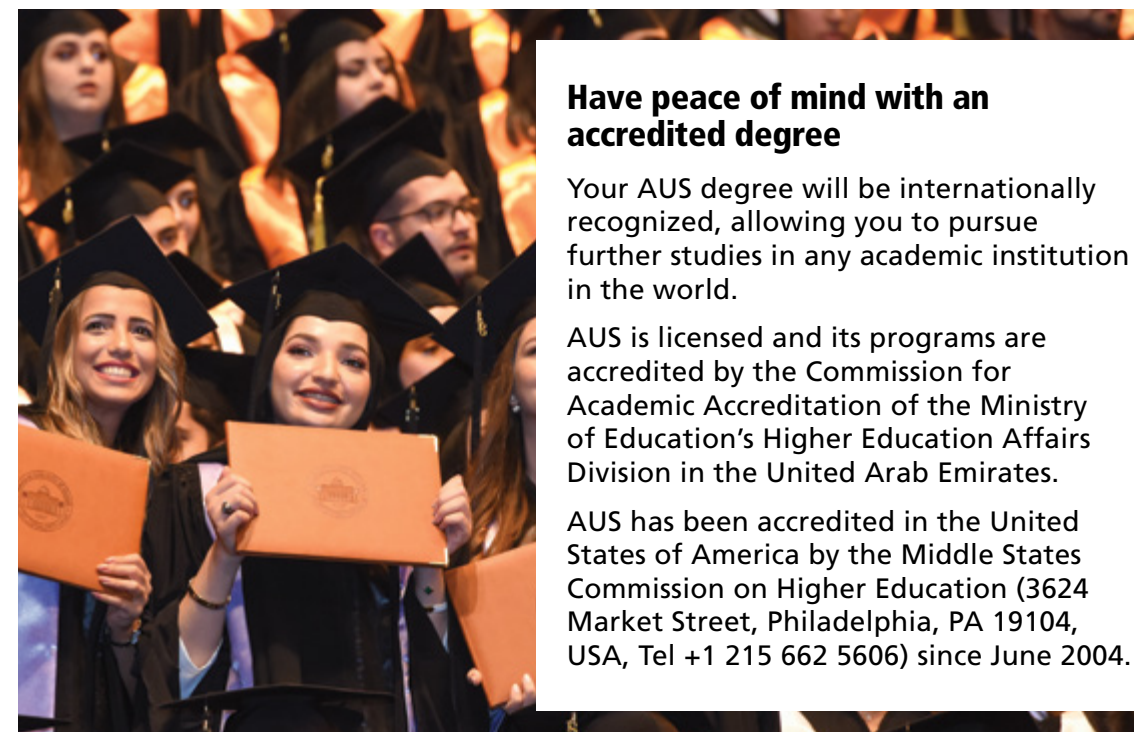 Have peace of mind with an
accredited degree
Your AUS degree will be internationally
recognized, allowing you to pursue
further studies in any academic institution
in the world.
AUS is licensed and its programs are
accredited by the Commission for
Academic Accreditation of the Ministry
of Education’s Higher Education Affairs
Division in the United Arab Emirates.
AUS has been accredited in the United
States of America by the Middle States
Commission on Higher Education (3624
Market Street, Philadelphia, PA 19104,
USA, Tel +1 215 662 5606) since June 2004.